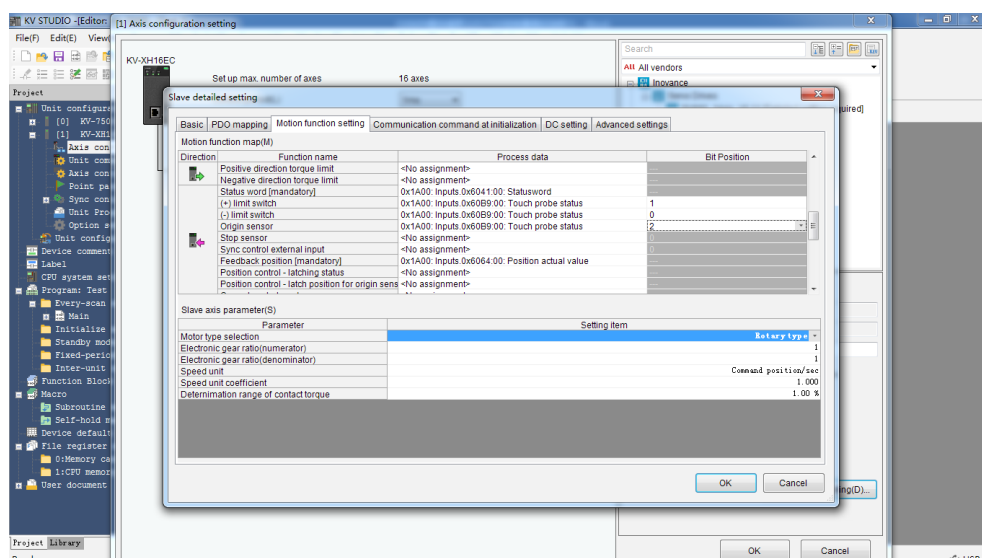 KV STUDIO -[Editor:
[1] Axis configuration setting
File(F) Edit(E) View
Project
Unit configura
[0] KV-750
[1] KV-XH1
Axis con
Unit com
Axis con
Point pa
Sync con
Unit Pro
Option s
Unit config
Device comment
Label
CPU system set
Program: Test
Every-scan
Main
Initialize
Standby mod
Fixed-perio
Inter-unit
Function Block
Macro
Subroutine
Self-hold m
Device default
File register
0:Memory ca
1:CPU memor
User document
Project Library
KV-XH16EC
Set up max. number of axes 16 axes
Search
All All vendors
Inovance
quired]
Slave detailed setting
Basic PDO mapping Motion function setting Communication command at initialization DC setting Advanced settings
Motion function map(M)
Direction Function name Process data Bit Position
Positive direction torque limit <No assignment> ---
Negative direction torque limit <No assignment> ---
Status word [mandatory] 0x1A00: Inputs.0x6041:00: Statusword ---
(+) limit switch 0x1A00: Inputs.0x60B9:00: Touch probe status 1
(-) limit switch 0x1A00: Inputs.0x60B9:00: Touch probe status 0
Origin sensor 0x1A00: Inputs.0x60B9:00: Touch probe status 2
Stop sensor <No assignment> 0
Sync control external input <No assignment> 0
Feedback position [mandatory] 0x1A00: Inputs.0x6064:00: Position actual value ---
Position control - latching status <No assignment> ---
Position control - latch position for origin sens <No assignment> ---
Slave axis parameter(S)
Parameter Setting item
Motor type selection Rotary type
Electronic gear ratio(numerator) 1
Electronic gear ratio(denominator) 1
Speed unit Command position/sec
Speed unit coefficient 1.000
Deternimation range of contact torque 1.00 %
OK Cancel
ng(D)...
OK Cancel